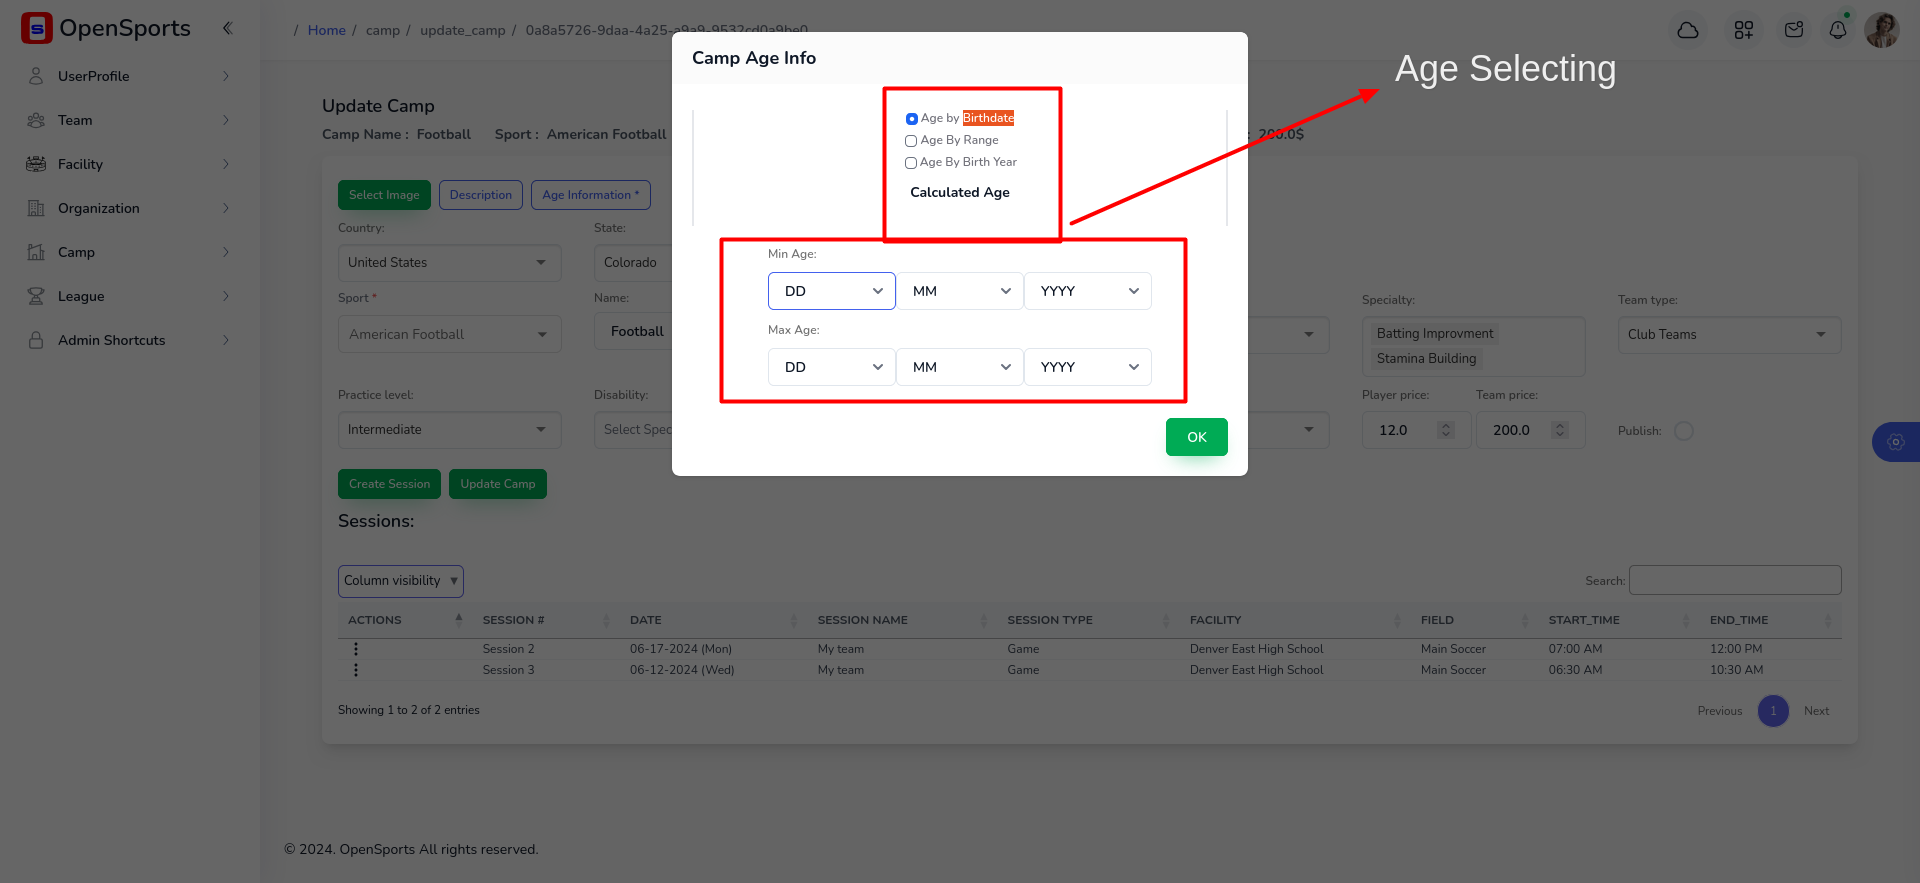 OpenSports
/ Home / camp / update_camp / 0a8a5726-9daa-4a25-a9a9-9532cd0a9be0
UserProfile
Team
Facility
Organization
Camp
League
Admin Shortcuts
Camp Age Info
Age Selecting
Age by Birthdate
Age By Range
Age By Birth Year
Calculated Age
Min Age:
DD MM YYYY
Max Age:
DD MM YYYY
OK
Update Camp
Camp Name : Football Sport : American Football : 200.0$
Select Image Description Age Information *
Country: State:
United States Colorado
Sport * Name: Specialty: Team type:
American Football Football Batting Improvment Club Teams
Stamina Building
Practice level: Disability: Player price: Team price:
Intermediate Select Spec 12.0 200.0 Publish:
Create Session Update Camp
Sessions:
Column visibility ▼ Search:
ACTIONS SESSION # DATE SESSION NAME SESSION TYPE FACILITY FIELD START_TIME END_TIME
Session 2 06-17-2024 (Mon) My team Game Denver East High School Main Soccer 07:00 AM 12:00 PM
Session 3 06-12-2024 (Wed) My team Game Denver East High School Main Soccer 06:30 AM 10:30 AM
Showing 1 to 2 of 2 entries Previous 1 Next
© 2024. OpenSports All rights reserved.